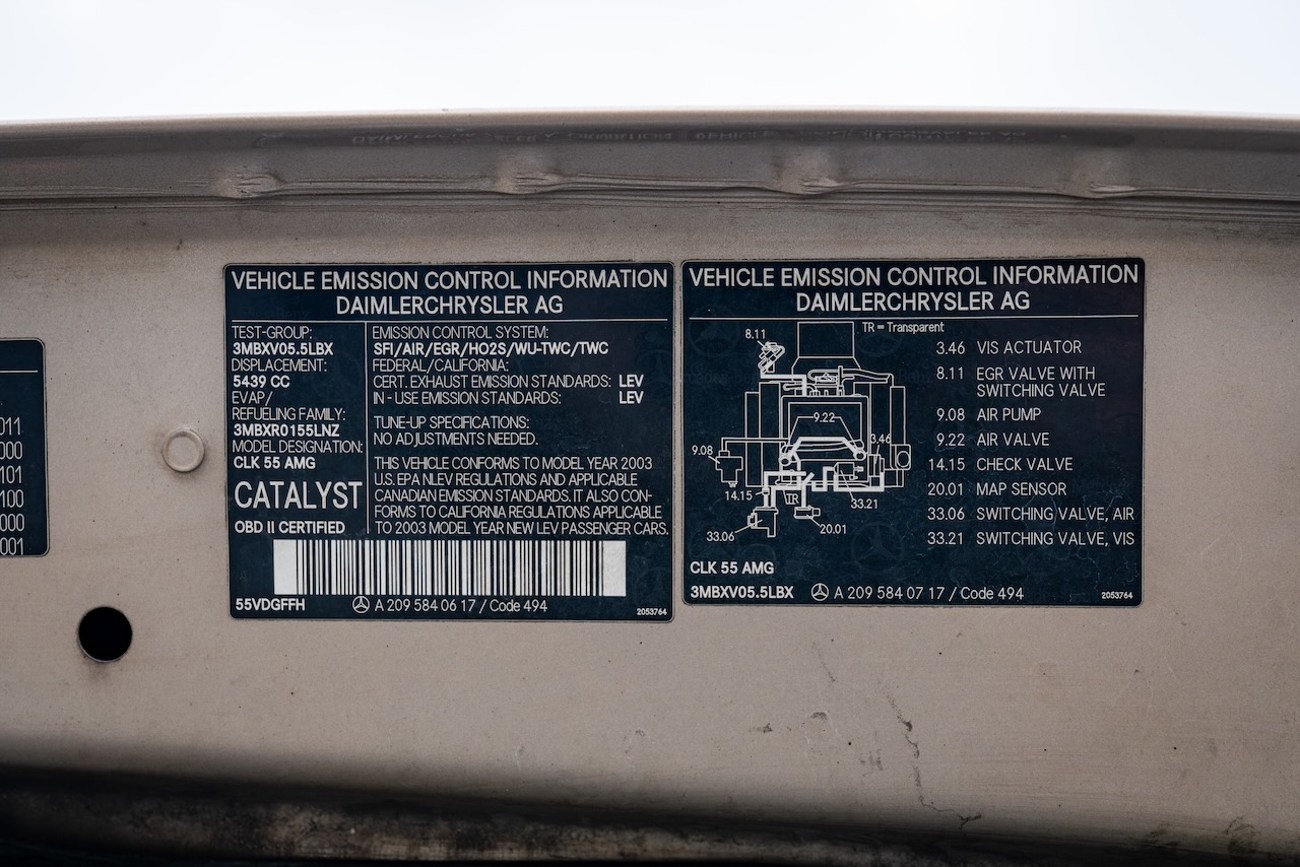 011
000
101
100
000
001
VEHICLE EMISSION CONTROL INFORMATION
DAIMLERCHRYSLER AG
TEST-GROUP:
3MBXV05.5LBX
DISPLACEMENT:
5439 CC
EVAP/
REFUELING FAMILY:
3MBXR0155LNZ
MODEL DESIGNATION:
CLK 55 AMG
CATALYST
OBD II CERTIFIED
EMISSION CONTROL SYSTEM:
SFI/AIR/EGR/HO2S/WU-TWC/TWC
FEDERAL/CALIFORNIA:
CERT. EXHAUST EMISSION STANDARDS: LEV
IN - USE EMISSION STANDARDS: LEV
TUNE-UP SPECIFICATIONS:
NO ADJUSTMENTS NEEDED.
THIS VEHICLE CONFORMS TO MODEL YEAR 2003
U.S. EPA NLEV REGULATIONS AND APPLICABLE
CANADIAN EMISSION STANDARDS. IT ALSO CON-
FORMS TO CALIFORNIA REGULATIONS APPLICABLE
TO 2003 MODEL YEAR NEW LEV PASSENGER CARS.
55VDGFFH A 209 584 06 17 / Code 494 2053764
VEHICLE EMISSION CONTROL INFORMATION
DAIMLERCHRYSLER AG
TR = Transparent
8.11
9.22
3.46
9.08
14.15
TR
33.21
33.06
20.01
3.46 VIS ACTUATOR
8.11 EGR VALVE WITH
SWITCHING VALVE
9.08 AIR PUMP
9.22 AIR VALVE
14.15 CHECK VALVE
20.01 MAP SENSOR
33.06 SWITCHING VALVE, AIR
33.21 SWITCHING VALVE, VIS
CLK 55 AMG
3MBXV05.5LBX A 209 584 07 17 / Code 494 2053764